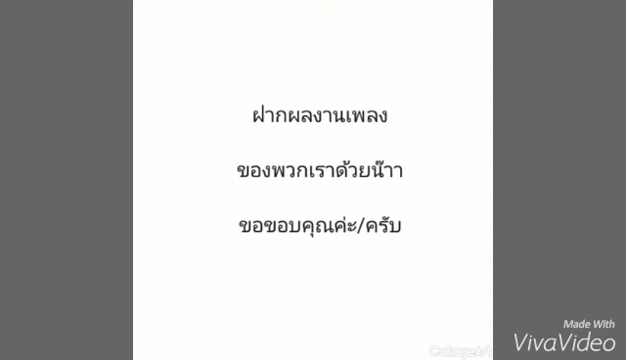 ฝากผลงานเพลง
ของพวกเราด้วยน๊าา
ขอขอบคุณค่ะ/ครับ
Made With
VivaVideo